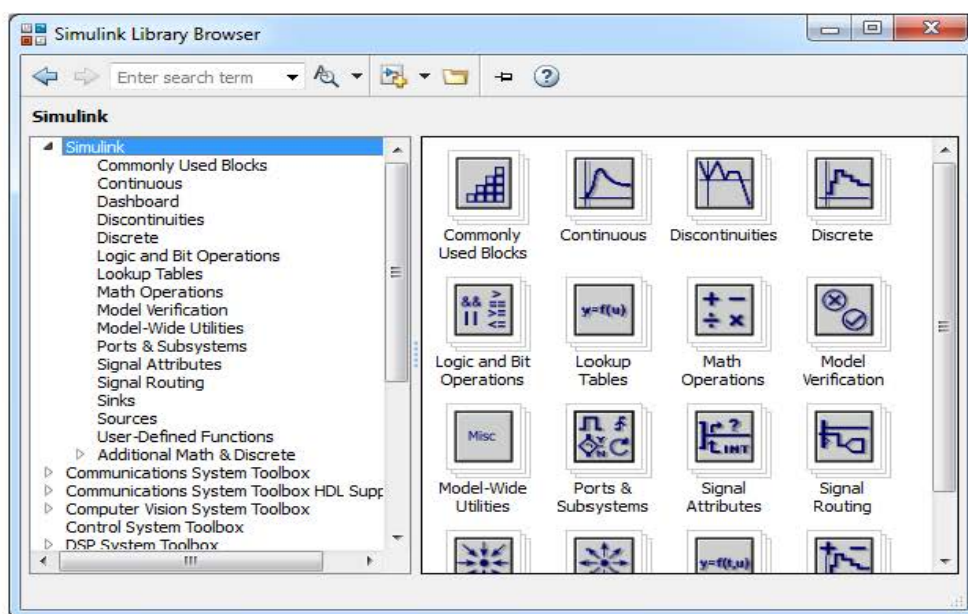 Simulink Library Browser
Enter search term
Simulink
Simulink
Commonly Used Blocks
Continuous
Dashboard
Discontinuities
Discrete
Logic and Bit Operations
Lookup Tables
Math Operations
Model Verification
Model-Wide Utilities
Ports & Subsystems
Signal Attributes
Signal Routing
Sinks
Sources
User-Defined Functions
Additional Math & Discrete
Communications System Toolbox
Communications System Toolbox HDL Supp
Computer Vision System Toolbox
Control System Toolbox
DSP System Toolbox
Commonly
Used Blocks
Continuous
Discontinuities
Discrete
&& >
== 
|| >=
<=
Logic and Bit
Operations
y=f(u)
Lookup
Tables
+ −
÷ ×
Math
Operations
Model
Verification
Misc
Model-Wide
Utilities
Y
N
Ports &
Subsystems
?
INT
Signal
Attributes
Signal
Routing
y=f(t,u)
+ −